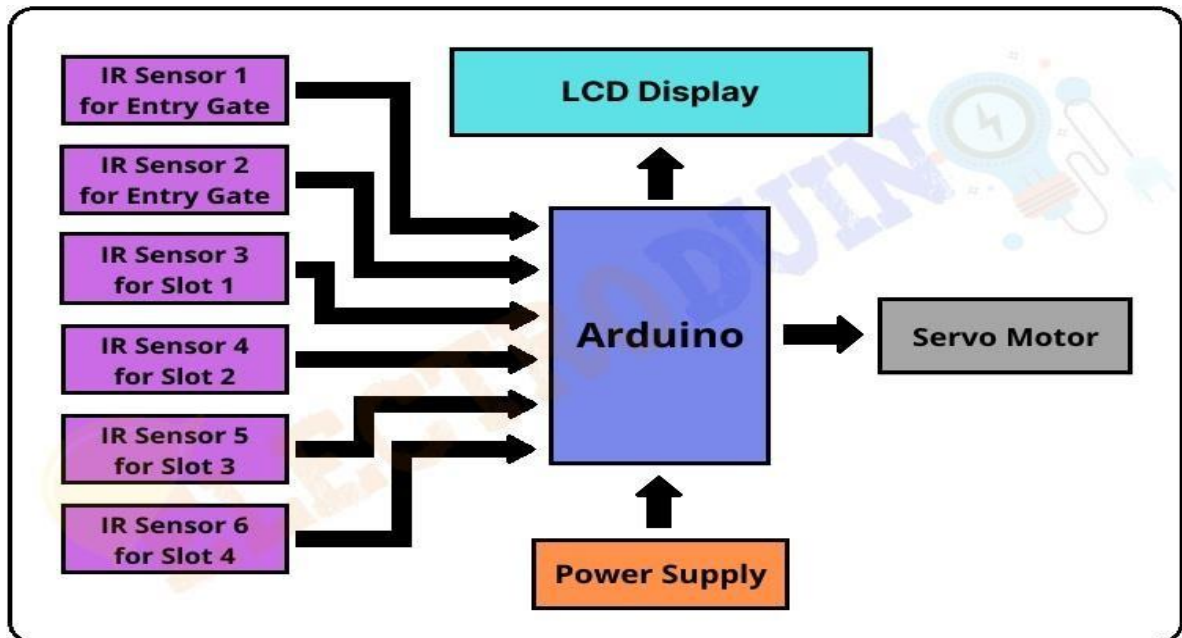 IR Sensor 1
for Entry Gate
IR Sensor 2
for Entry Gate
IR Sensor 3
for Slot 1
IR Sensor 4
for Slot 2
IR Sensor 5
for Slot 3
IR Sensor 6
for Slot 4
LCD Display
Arduino
Servo Motor
Power Supply
ELECTRODUINO